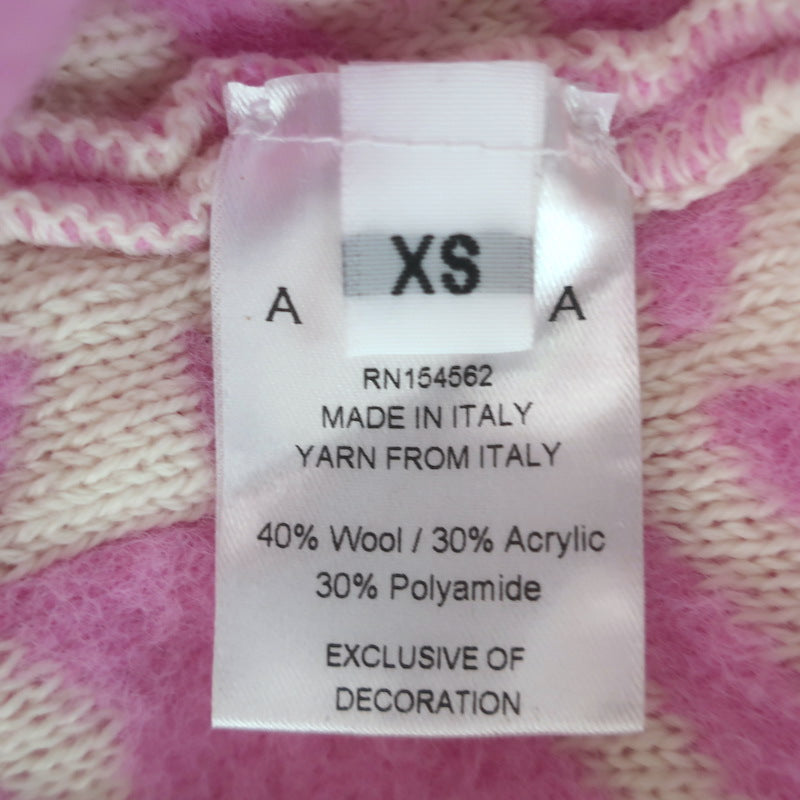 XS
A A
RN154562
MADE IN ITALY
YARN FROM ITALY
40% Wool / 30% Acrylic
30% Polyamide
EXCLUSIVE OF
DECORATION